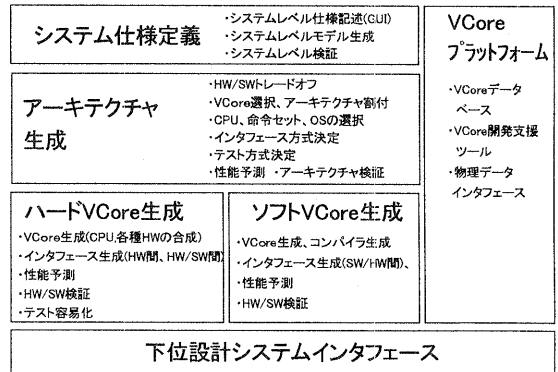 システム仕様定義
・システムレベル仕様記述(GUI)
・システムレベルモデル生成
・システムレベル検証
アーキテクチャ
生成
・HW/SWトレードオフ
・VCore選択、アーキテクチャ割付
・CPU、命令セット、OSの選択
・インタフェース方式決定
・テスト方式決定
・性能予測 ・アーキテクチャ検証
ハードVCore生成
・VCore生成(CPU,各種HWの合成)
・インタフェース生成(HW間、HW/SW間)
・性能予測
・HW/SW検証
・テスト容易化
ソフトVCore生成
・VCore生成、コンパイラ生成
・インタフェース生成(SW/HW間)、
・性能予測
・HW/SW検証
VCore
プラットフォーム
・VCoreデータ
ベース
・VCore開発支援
ツール
・物理データ
インタフェース
下位設計システムインタフェース